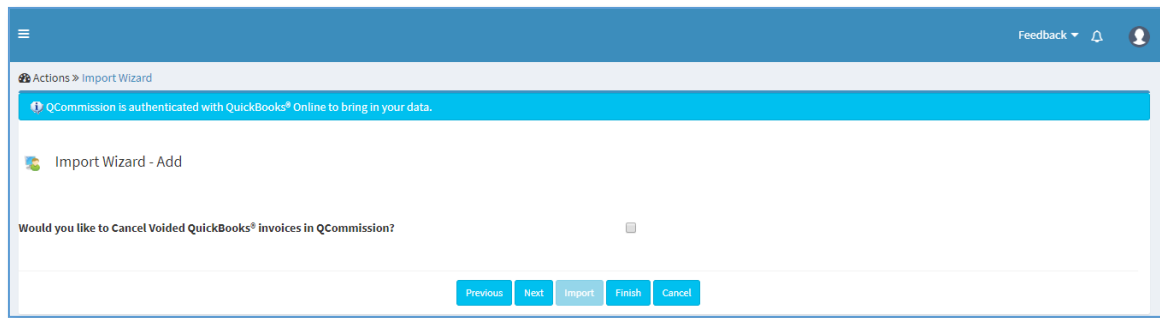 Feedback
Actions » Import Wizard
QCommission is authenticated with QuickBooks® Online to bring in your data.
Import Wizard - Add
Would you like to Cancel Voided QuickBooks® invoices in QCommission?
Previous Next Import Finish Cancel